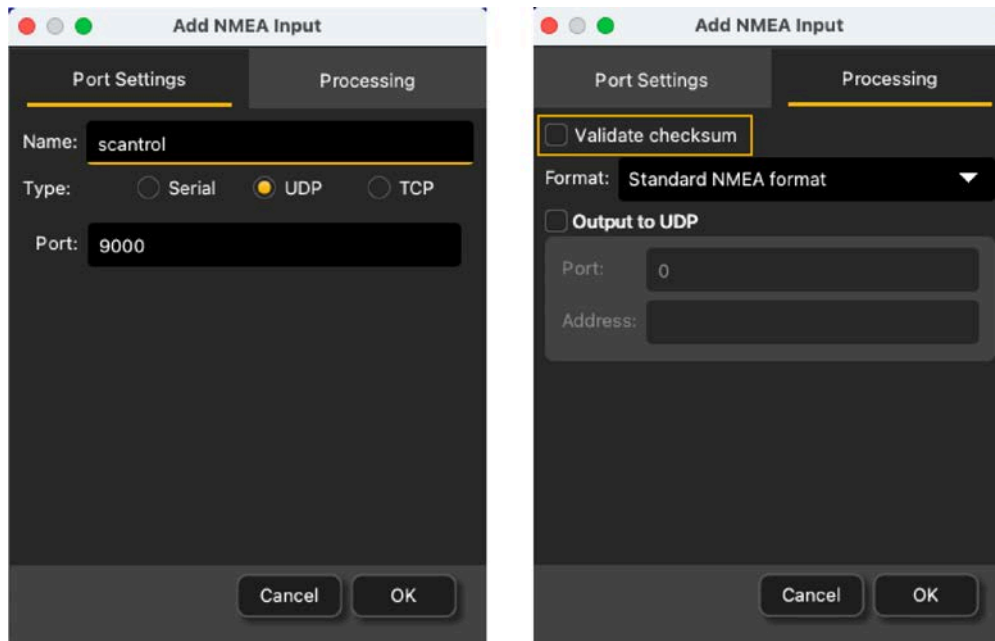 Add NMEA Input
Port Settings Processing
Name: scantrol
Type: Serial UDP TCP
Port: 9000
Cancel OK
Add NMEA Input
Port Settings Processing
Validate checksum
Format: Standard NMEA format
Output to UDP
Port: 0
Address:
Cancel OK